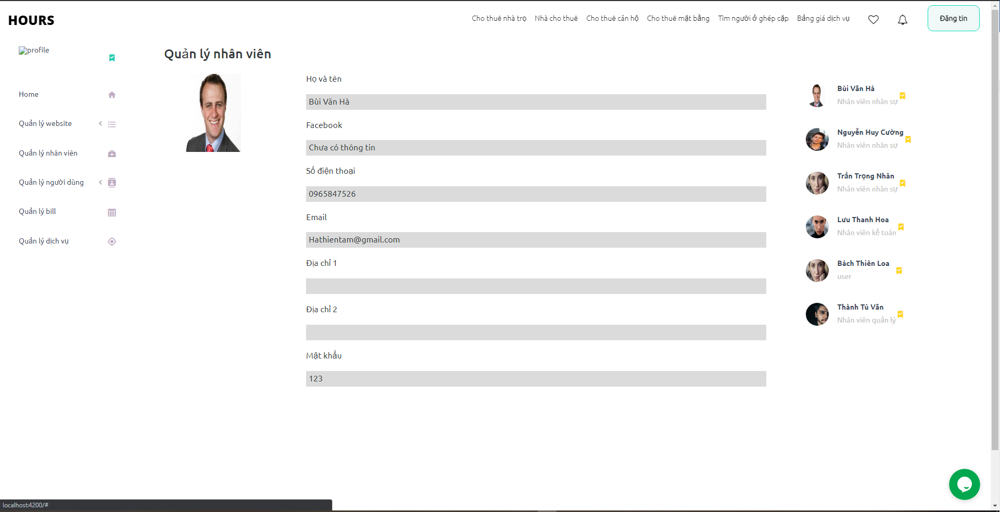 HOURS
Cho thuê nhà trọ Nhà cho thuê Cho thuê căn hộ Cho thuê mặt bằng Tìm người ở ghép cặp Bảng giá dịch vụ Đăng tin
profile
Home
Quản lý website
Quản lý nhân viên
Quản lý người dùng
Quản lý bill
Quản lý dịch vụ
Quản lý nhân viên
Họ và tên
Bùi Văn Hà
Facebook
Chưa có thông tin
Số điện thoại
0965847526
Email
Hathientam@gmail.com
Địa chỉ 1
Địa chỉ 2
Mật khẩu
123
Bùi Văn Hà
Nhân viên nhân sự
Nguyễn Huy Cường
Nhân viên nhân sự
Trần Trọng Nhân
Nhân viên nhân sự
Lưu Thanh Hoa
Nhân viên kế toán
Bách Thiên Loa
user
Thành Tú Văn
Nhân viên quản lý
localhost:4200/#